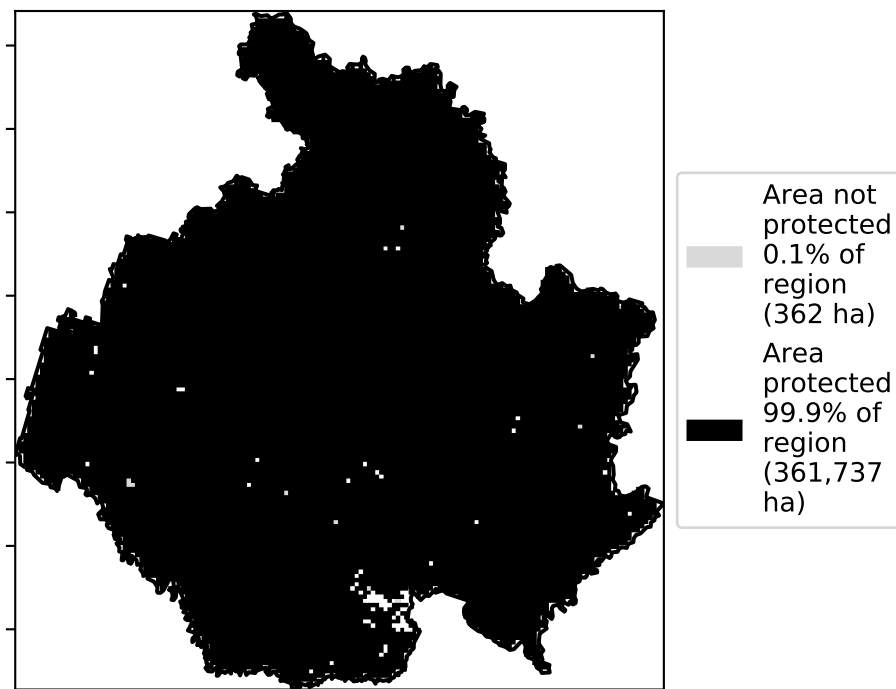 Area not
protected
0.1% of
region
(362 ha)
Area
protected
99.9% of
region
(361,737
ha)